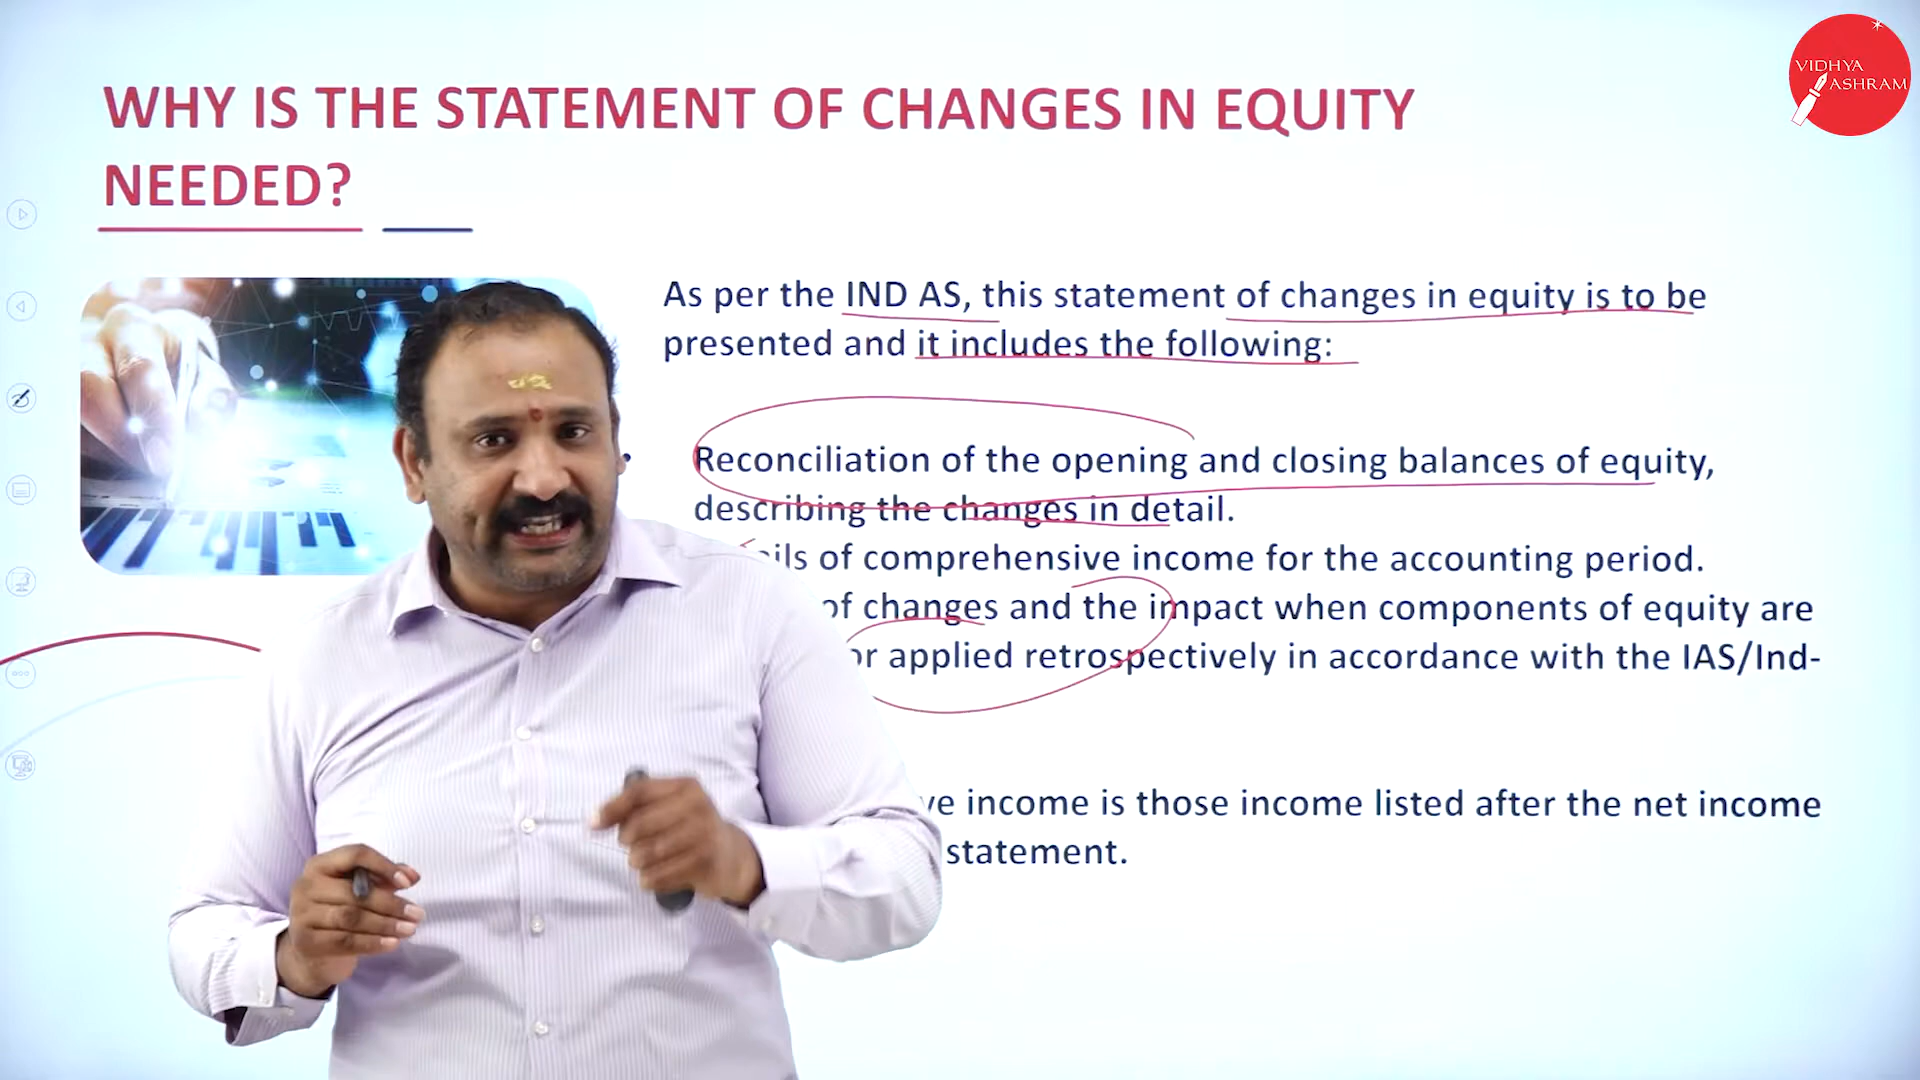 VIDHYA
ASHRAM
WHY IS THE STATEMENT OF CHANGES IN EQUITY
NEEDED?
As per the IND AS, this statement of changes in equity is to be
presented and it includes the following:
• Reconciliation of the opening and closing balances of equity,
describing the changes in detail.
of comprehensive income for the accounting period.
of changes and the impact when components of equity are
or applied retrospectively in accordance with the IAS/Ind-
income is those income listed after the net income
statement.